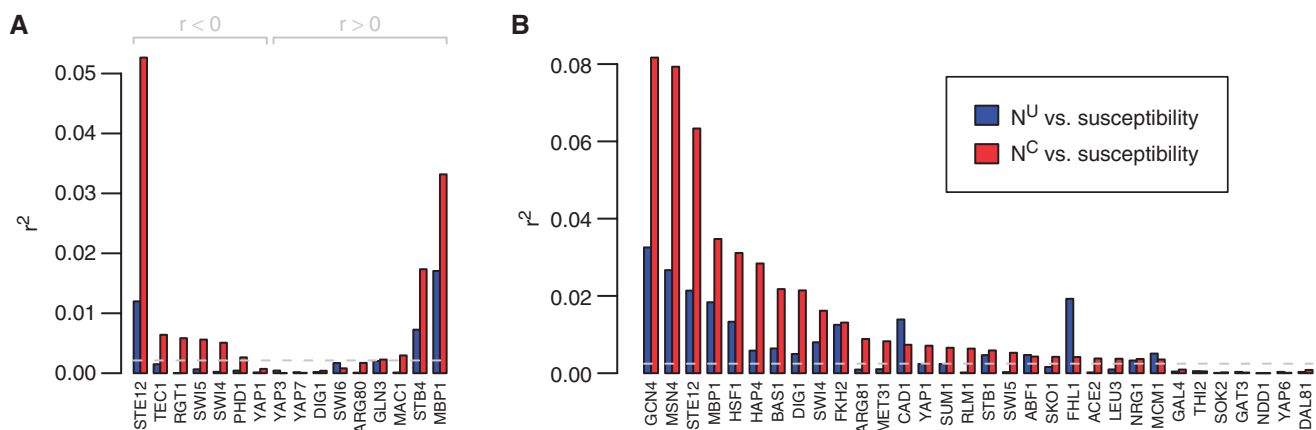 A
r < 0
r > 0
r²
0.05
0.04
0.03
0.02
0.01
0.00
STE12
TEC1
RGT1
SWI5
SWI4
PHD1
YAP1
YAP3
YAP7
DIG1
SWI6
ARG80
GLN3
MAC1
STB4
MBP1
B
r²
0.08
0.06
0.04
0.02
0.00
Nᵁ vs. susceptibility
Nᶜ vs. susceptibility
GCN4
MSN4
STE12
MBP1
HSF1
HAP4
BAS1
DIG1
SWI4
FKH2
ARG81
MET31
CAD1
YAP1
SUM1
RLM1
STB1
SWI5
ABF1
SKO1
FHL1
ACE2
LEU3
NRG1
MCM1
GAL4
THI2
SOK2
GAT3
NDD1
YAP6
DAL81